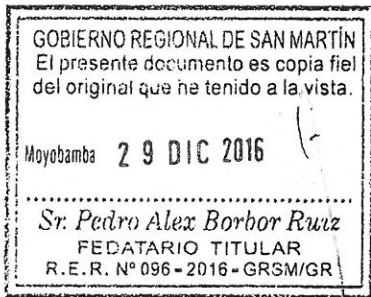 GOBIERNO REGIONAL DE SAN MARTÍN
El presente documento es copia fiel
del original que he tenido a la vista.
Moyobamba 29 DIC 2016
Sr. Pedro Alex Borbor Ruiz
FEDATARIO TITULAR
R.E.R. Nº 096-2016-GRSM/GR